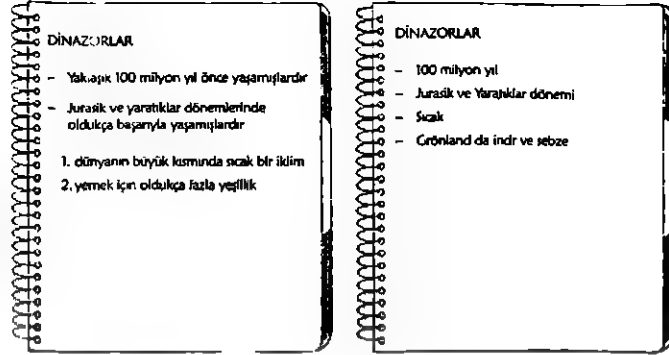 DİNAZORLAR
- Yaklaşık 100 milyon yıl önce yaşamışlardır
- Jurasik ve yaratıklar dönemlerinde
oldukça başarıyla yaşamışlardır
1. dünyanın büyük kısmında sıcak bir iklim
2. yemek için oldukça fazla yeşillik
DİNAZORLAR
- 100 milyon yıl
- Jurasik ve Yaratıklar dönemi
- Sıcak
- Grönland da incir ve sebze